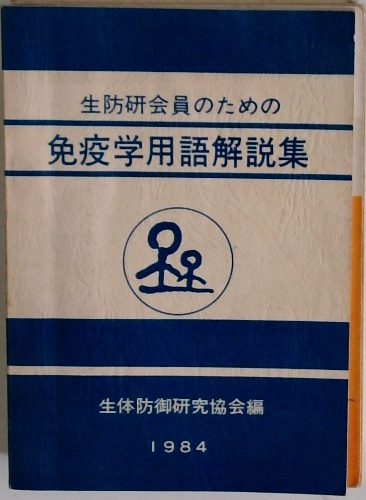 生防研会員のための
免疫学用語解説集
生体防御研究協会編
1984